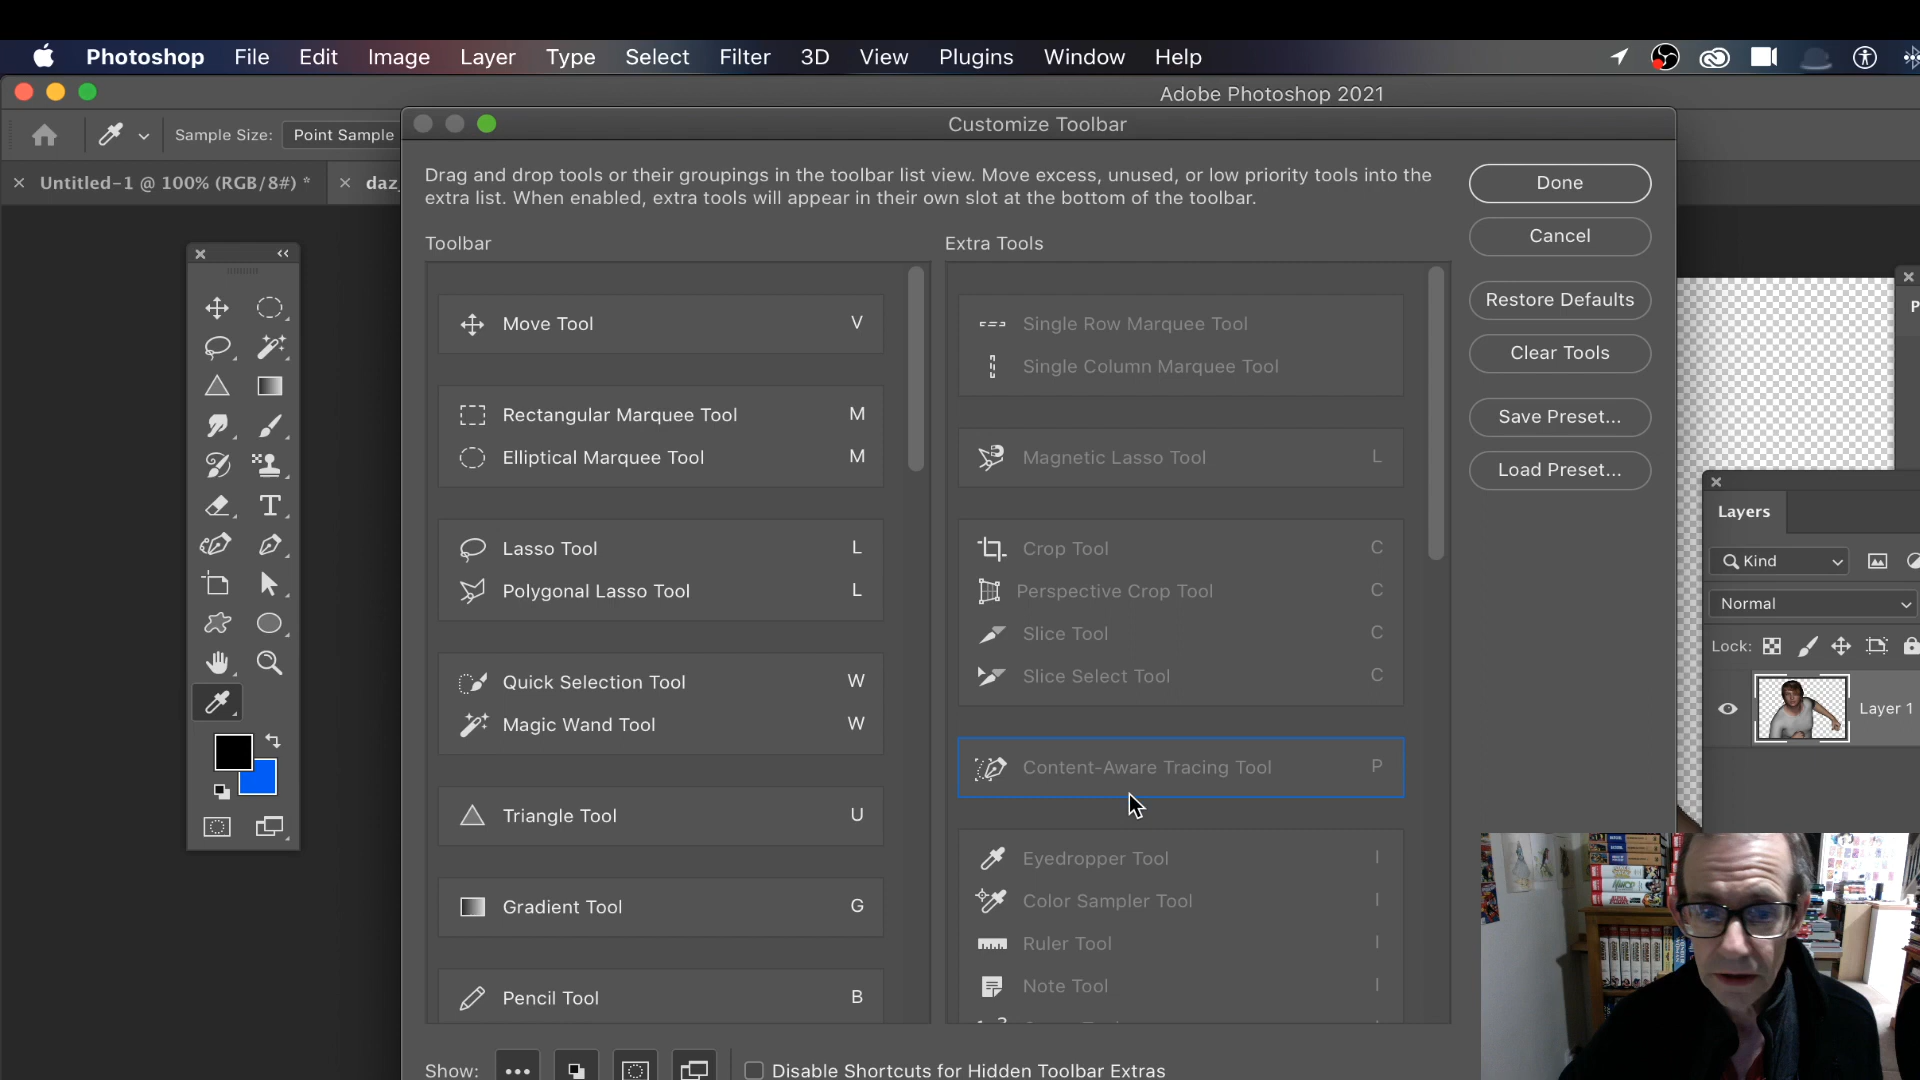 Photoshop File Edit Image Layer Type Select Filter 3D View Plugins Window Help
Adobe Photoshop 2021
Sample Size: Point Sample
Customize Toolbar
Untitled-1 @ 100% (RGB/8#) *
daz
Drag and drop tools or their groupings in the toolbar list view. Move excess, unused, or low priority tools into the
extra list. When enabled, extra tools will appear in their own slot at the bottom of the toolbar.
Toolbar
Move Tool V
Rectangular Marquee Tool M
Elliptical Marquee Tool M
Lasso Tool L
Polygonal Lasso Tool L
Quick Selection Tool W
Magic Wand Tool W
Triangle Tool U
Gradient Tool G
Pencil Tool B
Extra Tools
Single Row Marquee Tool
Single Column Marquee Tool
Magnetic Lasso Tool L
Crop Tool C
Perspective Crop Tool C
Slice Tool C
Slice Select Tool C
Content-Aware Tracing Tool P
Eyedropper Tool I
Color Sampler Tool I
Ruler Tool I
Note Tool I
Done
Cancel
Restore Defaults
Clear Tools
Save Preset...
Load Preset...
Show:
Disable Shortcuts for Hidden Toolbar Extras
P
Layers
Kind
Normal
Lock:
Layer 1